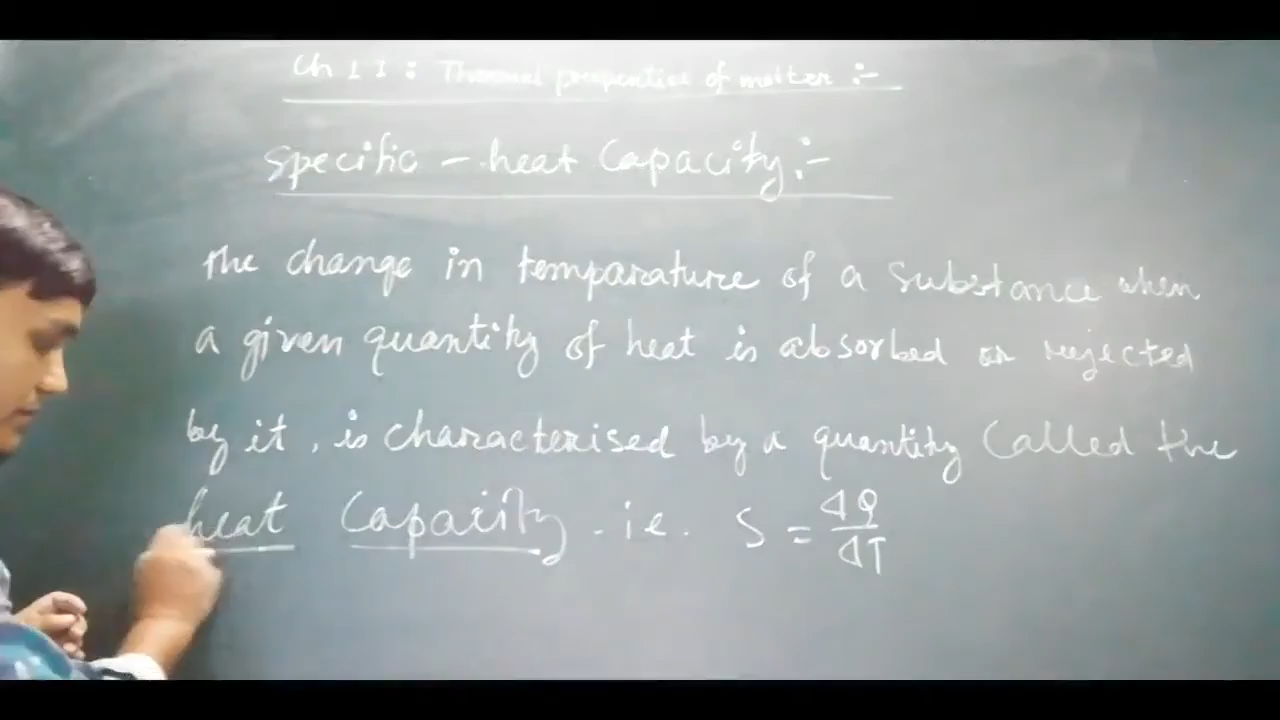 Ch 11: Thermal properties of matter :-
Specific - heat Capacity :-
The change in temparature of a substance when
a given quantity of heat is absorbed or rejected
by it, is characterised by a quantity called the
heat capacity. i.e. S = ΔQ/ΔT